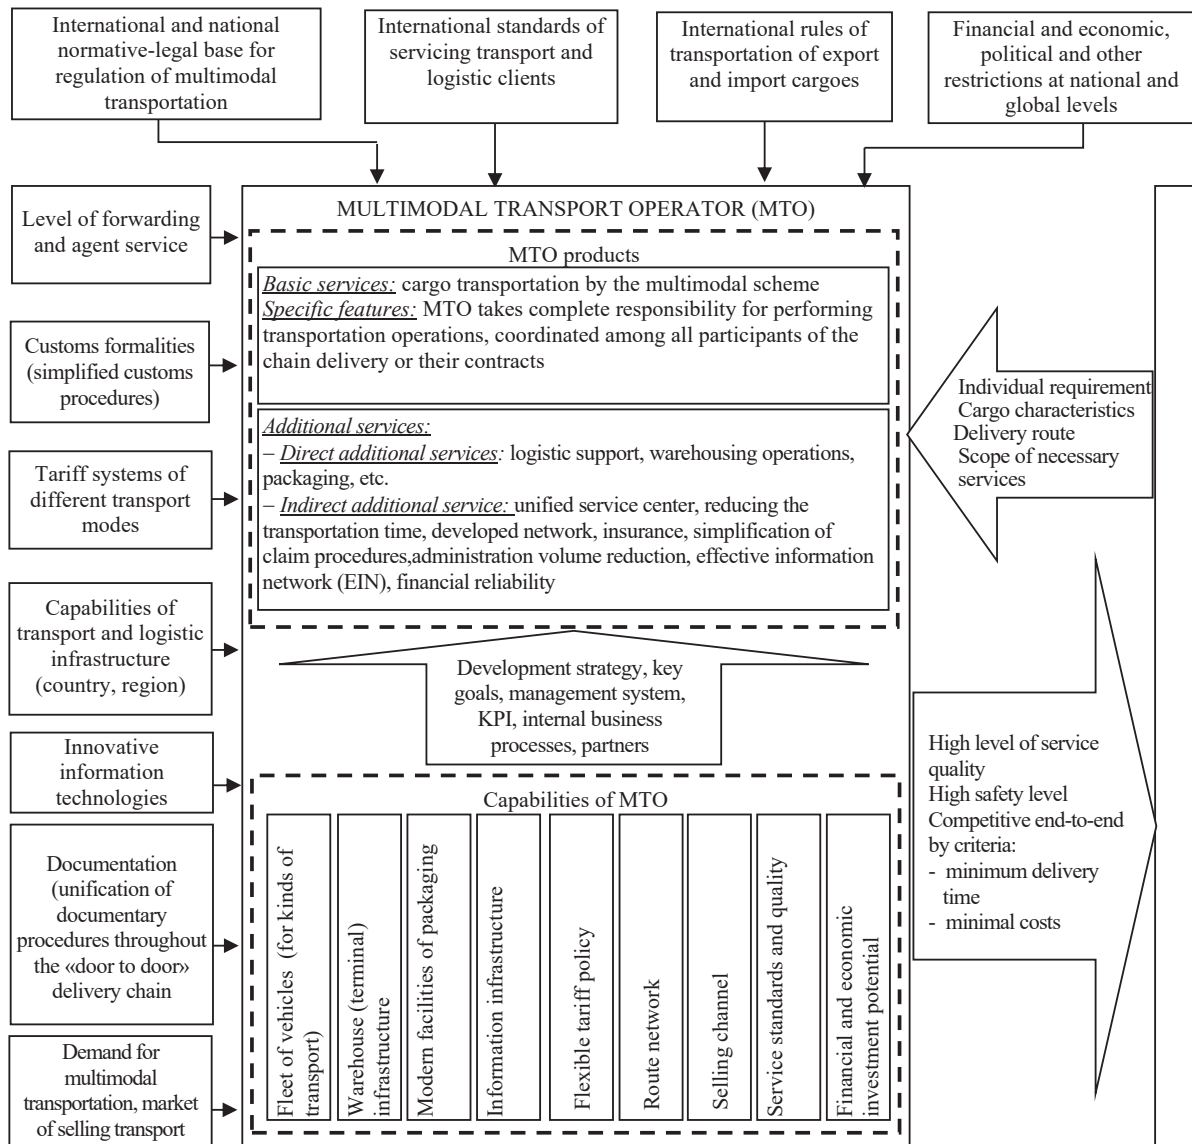 International and national
normative-legal base for
regulation of multimodal
transportation
International standards of
servicing transport and
logistic clients
International rules of
transportation of export
and import cargoes
Financial and economic,
political and other
restrictions at national and
global levels
Level of forwarding
and agent service
Customs formalities
(simplified customs
procedures)
Tariff systems of
different transport
modes
Capabilities of
transport and logistic
infrastructure
(country, region)
Innovative
information
technologies
Documentation
(unification of
documentary
procedures throughout
the «door to door»
delivery chain
Demand for
multimodal
transportation, market
of selling transport
MULTIMODAL TRANSPORT OPERATOR (MTO)
MTO products
Basic services: cargo transportation by the multimodal scheme
Specific features: MTO takes complete responsibility for performing
transportation operations, coordinated among all participants of the
chain delivery or their contracts
Additional services:
– Direct additional services: logistic support, warehousing operations,
packaging, etc.
– Indirect additional service: unified service center, reducing the
transportation time, developed network, insurance, simplification of
claim procedures,administration volume reduction, effective information
network (EIN), financial reliability
Development strategy, key
goals, management system,
KPI, internal business
processes, partners
Capabilities of MTO
Fleet of vehicles (for kinds of
transport)
Warehouse (terminal)
infrastructure
Modern facilities of packaging
Information infrastructure
Flexible tariff policy
Route network
Selling channel
Service standards and quality
Financial and economic
investment potential
Individual requirement
Cargo characteristics
Delivery route
Scope of necessary
services
High level of service
quality
High safety level
Competitive end-to-end
by criteria:
- minimum delivery
time
- minimal costs